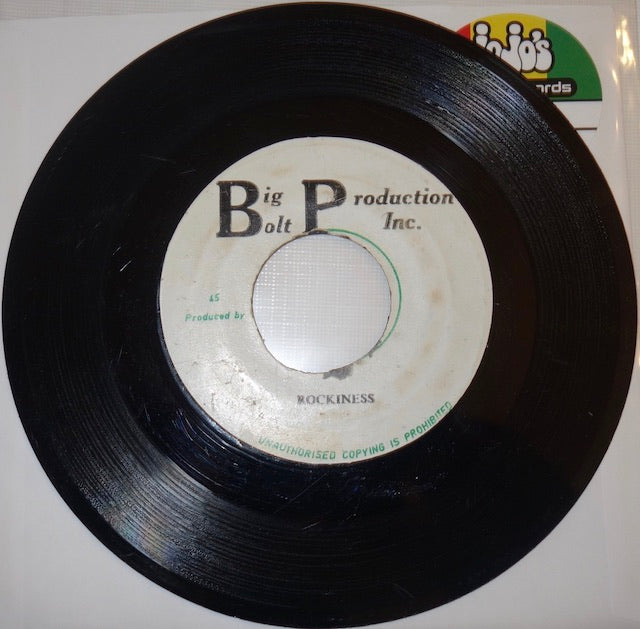 jojo's
ords
Big Production
Bolt Inc.
45
Produced by
ROCKINESS
UNAUTHORISED COPYING IS PROHIBITED